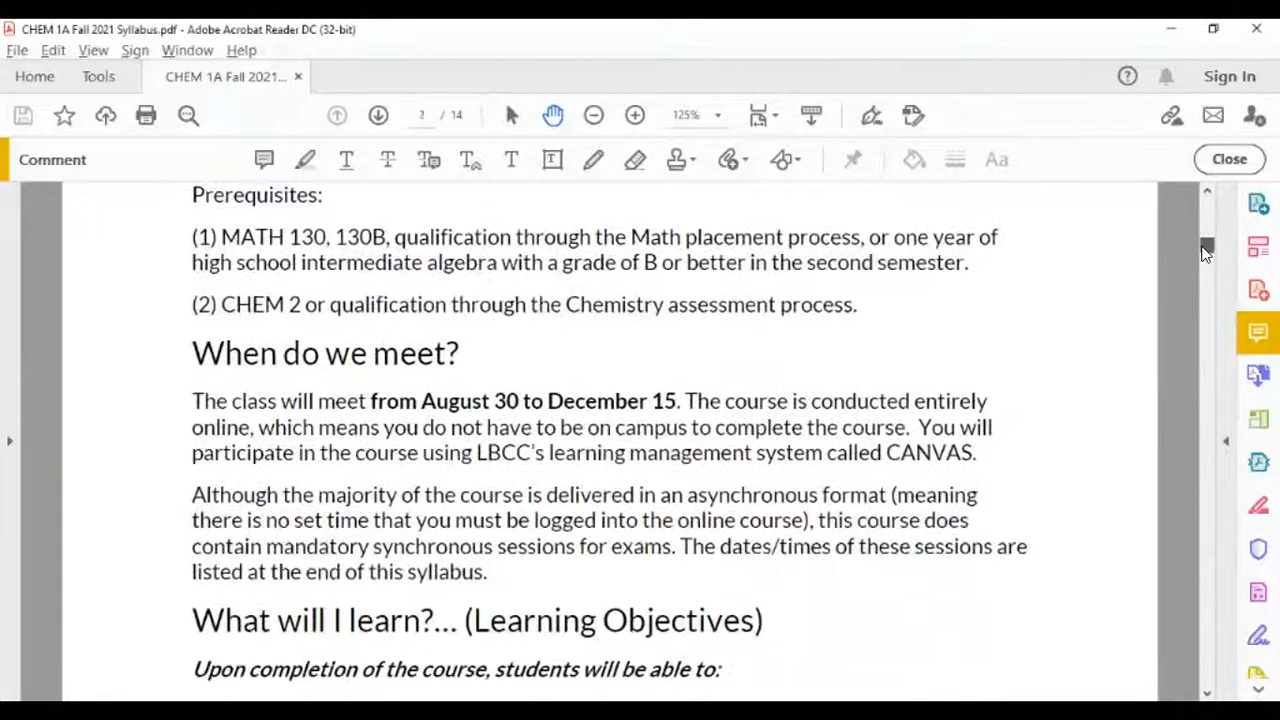 CHEM 1A Fall 2021 Syllabus.pdf - Adobe Acrobat Reader DC (32-bit)
File Edit View Sign Window Help
Home Tools CHEM 1A Fall 2021... × Sign In
2 / 14 125%
Comment Close
Prerequisites:
(1) MATH 130, 130B, qualification through the Math placement process, or one year of
high school intermediate algebra with a grade of B or better in the second semester.
(2) CHEM 2 or qualification through the Chemistry assessment process.
When do we meet?
The class will meet from August 30 to December 15. The course is conducted entirely
online, which means you do not have to be on campus to complete the course. You will
participate in the course using LBCC's learning management system called CANVAS.
Although the majority of the course is delivered in an asynchronous format (meaning
there is no set time that you must be logged into the online course), this course does
contain mandatory synchronous sessions for exams. The dates/times of these sessions are
listed at the end of this syllabus.
What will I learn?... (Learning Objectives)
Upon completion of the course, students will be able to: